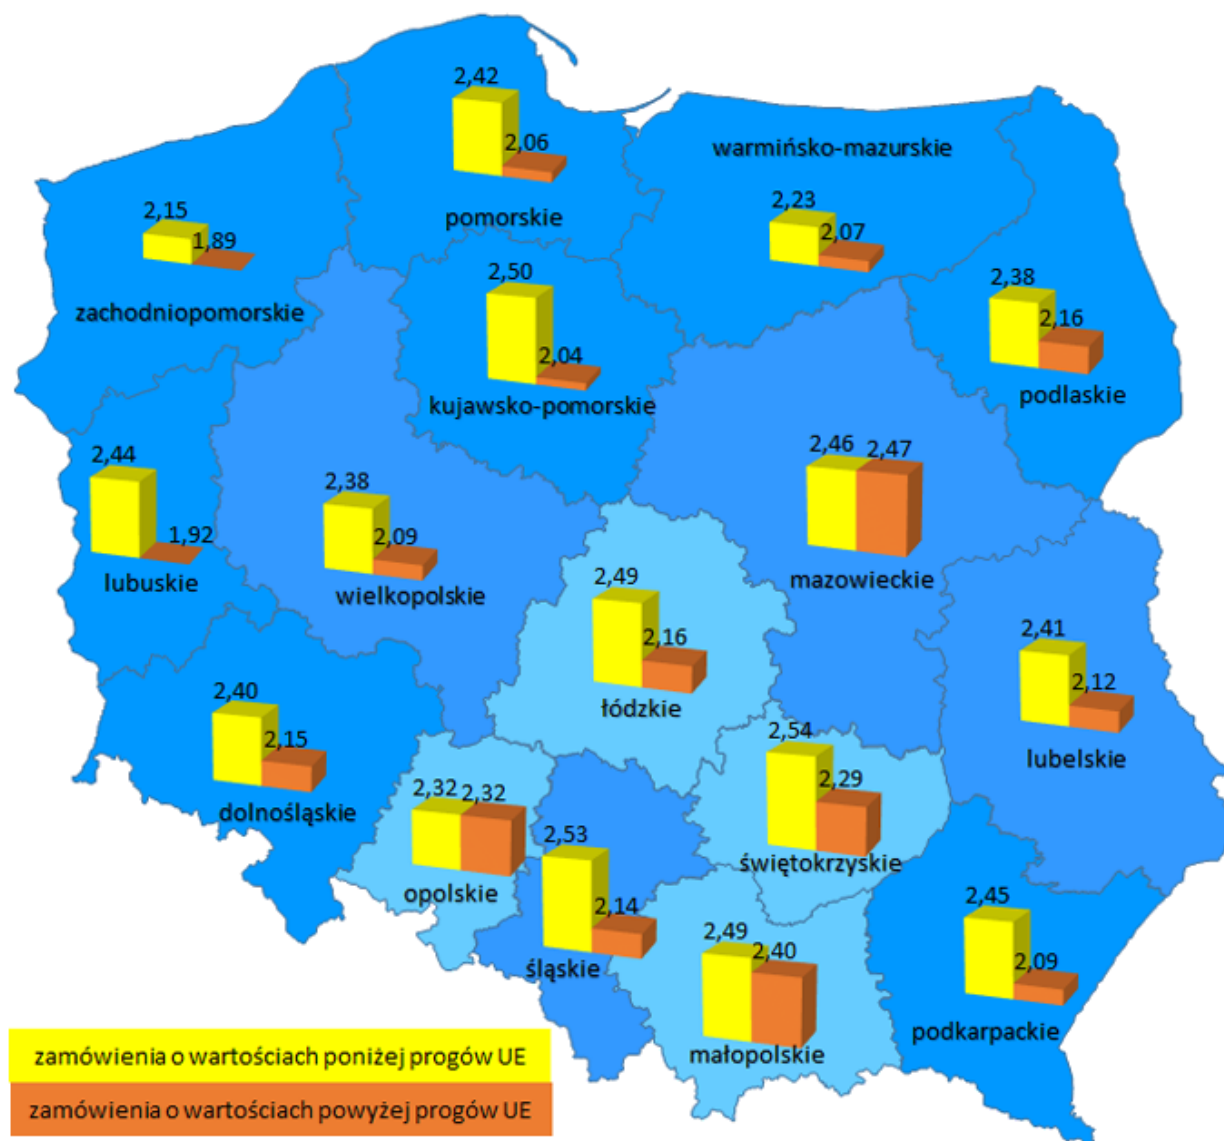 2,42
2,06
pomorskie
warmińsko-mazurskie
2,23
2,07
2,15
1,89
zachodniopomorskie
2,50
2,04
kujawsko-pomorskie
2,38
2,16
podlaskie
2,44
1,92
lubuskie
2,38
2,09
wielkopolskie
2,46 2,47
mazowieckie
2,49
2,16
łódzkie
2,41
2,12
lubelskie
2,40
2,15
dolnośląskie
2,32 2,32
opolskie
2,53
2,14
śląskie
2,54
2,29
świętokrzyskie
2,49
2,40
małopolskie
2,45
2,09
podkarpackie
zamówienia o wartościach poniżej progów UE
zamówienia o wartościach powyżej progów UE